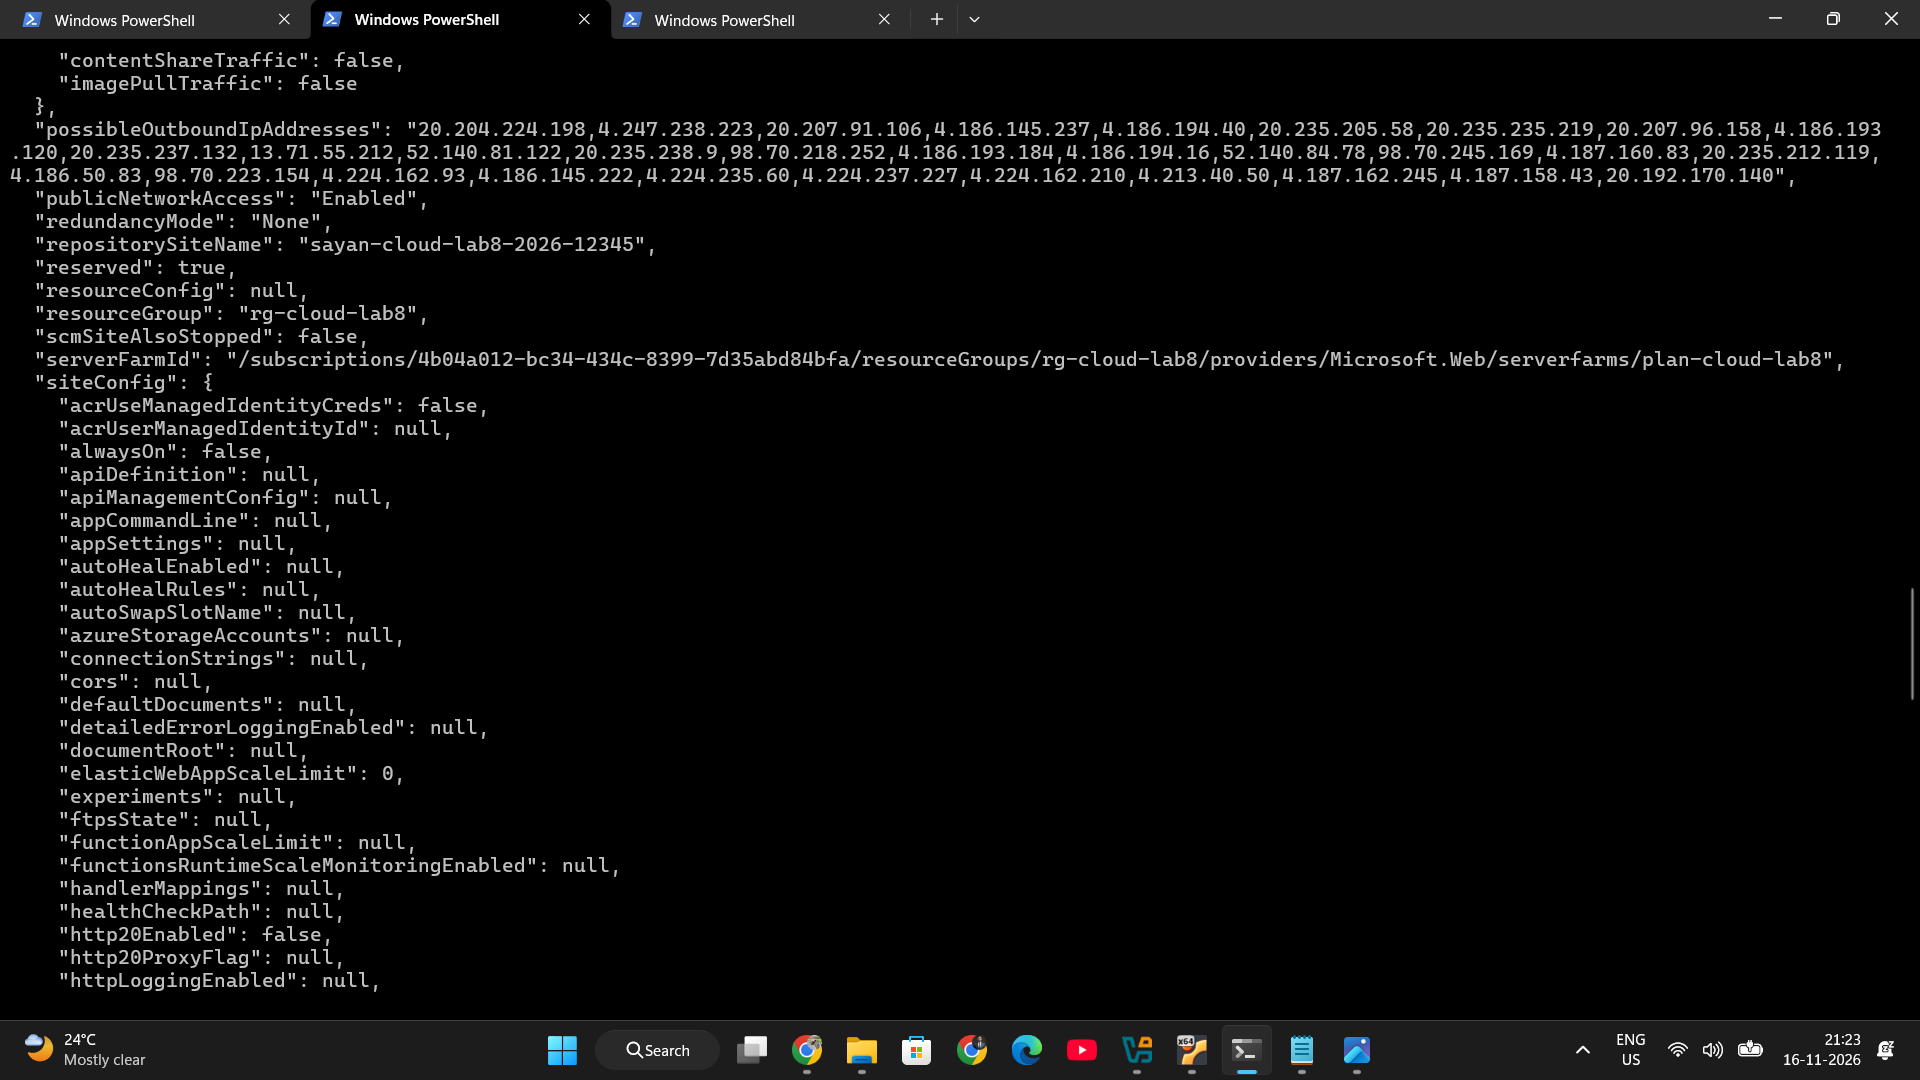 Windows PowerShell
Windows PowerShell
Windows PowerShell
"contentShareTraffic": false,
"imagePullTraffic": false
},
"possibleOutboundIpAddresses": "20.204.224.198,4.247.238.223,20.207.91.106,4.186.145.237,4.186.194.40,20.235.205.58,20.235.235.219,20.207.96.158,4.186.193
.120,20.235.237.132,13.71.55.212,52.140.81.122,20.235.238.9,98.70.218.252,4.186.193.184,4.186.194.16,52.140.84.78,98.70.245.169,4.187.160.83,20.235.212.119,
4.186.50.83,98.70.223.154,4.224.162.93,4.186.145.222,4.224.235.60,4.224.237.227,4.224.162.210,4.213.40.50,4.187.162.245,4.187.158.43,20.192.170.140",
"publicNetworkAccess": "Enabled",
"redundancyMode": "None",
"repositorySiteName": "sayan-cloud-lab8-2026-12345",
"reserved": true,
"resourceConfig": null,
"resourceGroup": "rg-cloud-lab8",
"scmSiteAlsoStopped": false,
"serverFarmId": "/subscriptions/4b04a012-bc34-434c-8399-7d35abd84bfa/resourceGroups/rg-cloud-lab8/providers/Microsoft.Web/serverfarms/plan-cloud-lab8",
"siteConfig": {
"acrUseManagedIdentityCreds": false,
"acrUserManagedIdentityId": null,
"alwaysOn": false,
"apiDefinition": null,
"apiManagementConfig": null,
"appCommandLine": null,
"appSettings": null,
"autoHealEnabled": null,
"autoHealRules": null,
"autoSwapSlotName": null,
"azureStorageAccounts": null,
"connectionStrings": null,
"cors": null,
"defaultDocuments": null,
"detailedErrorLoggingEnabled": null,
"documentRoot": null,
"elasticWebAppScaleLimit": 0,
"experiments": null,
"ftpsState": null,
"functionAppScaleLimit": null,
"functionsRuntimeScaleMonitoringEnabled": null,
"handlerMappings": null,
"healthCheckPath": null,
"http20Enabled": false,
"http20ProxyFlag": null,
"httpLoggingEnabled": null,
24°C
Mostly clear
Search
x64
ENG
US
21:23
16-11-2026